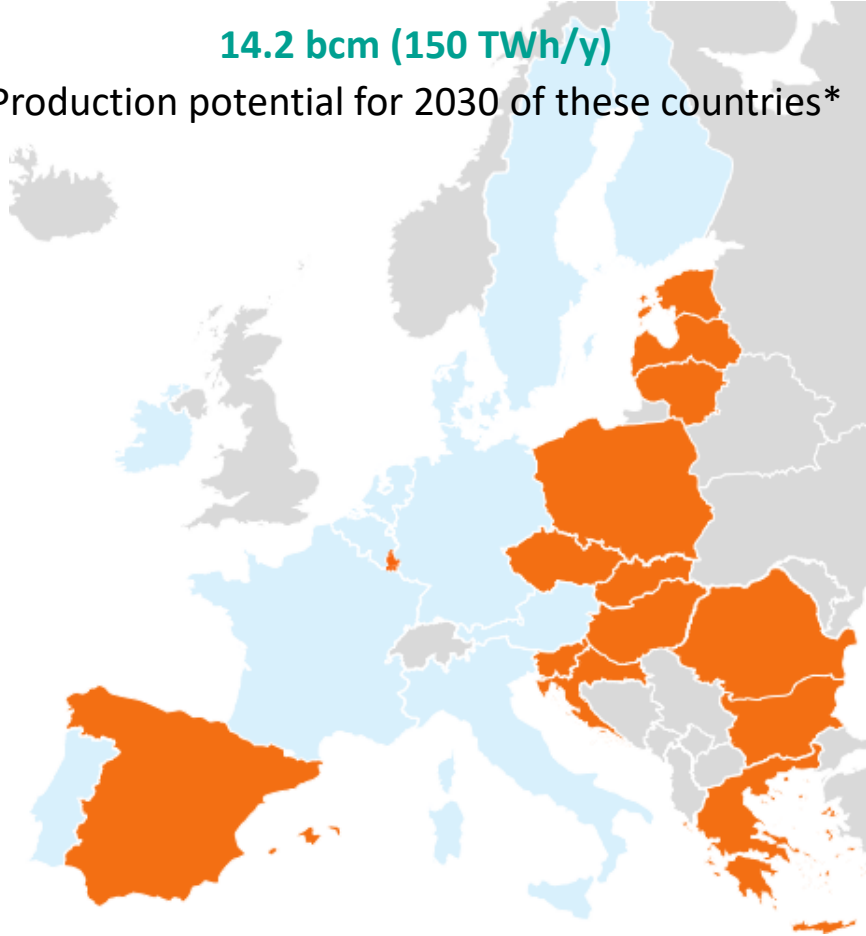 14.2 bcm (150 TWh/y)
Production potential for 2030 of these countries*